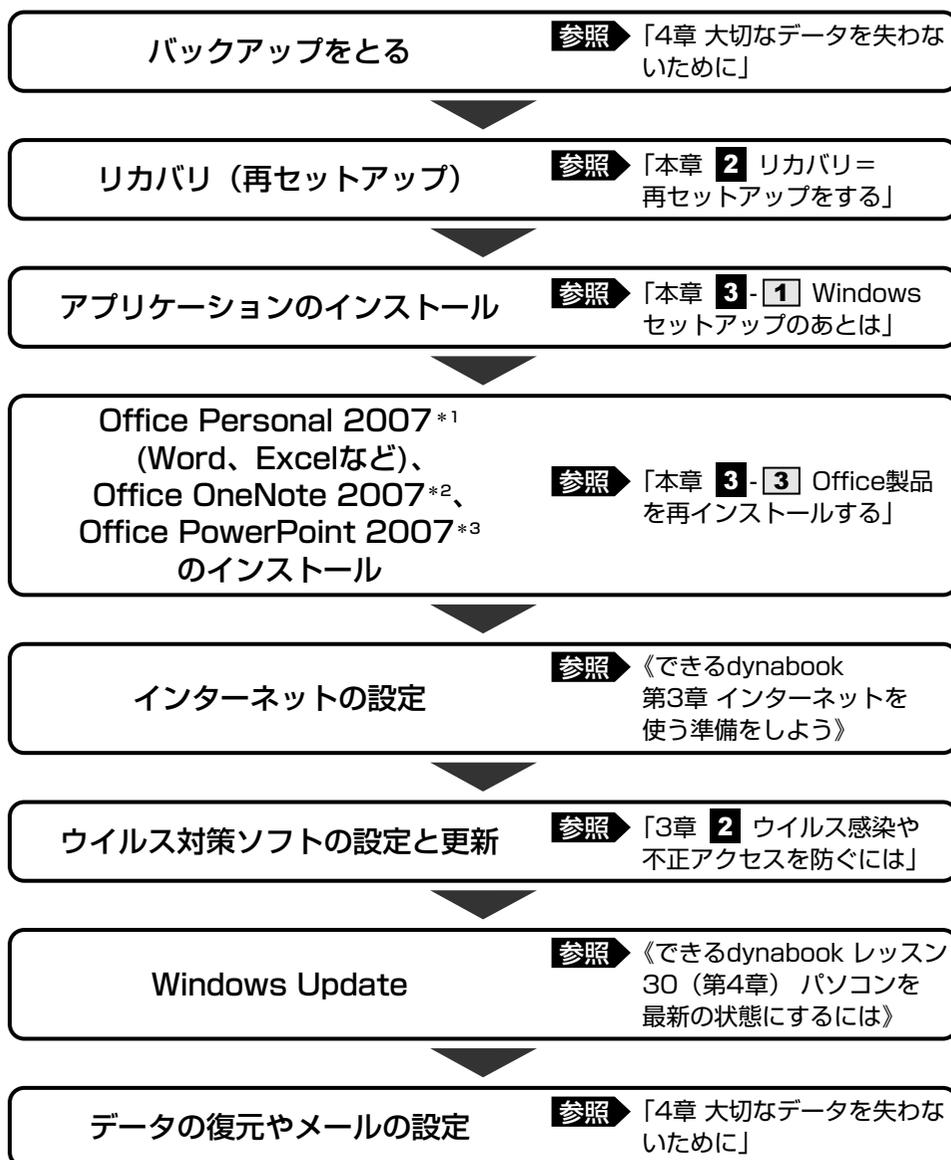 バックアップをとる
参照 「4章 大切なデータを失わな
いために」
リカバリ（再セットアップ）
参照 「本章 2 リカバリ＝
再セットアップをする」
アプリケーションのインストール
参照 「本章 3 - 1 Windows
セットアップのあとは」
Office Personal 2007*1
(Word、Excelなど)、
Office OneNote 2007*2、
Office PowerPoint 2007*3
のインストール
参照 「本章 3 - 3 Office製品
を再インストールする」
インターネットの設定
参照 《できるdynabook
第3章 インターネットを
使う準備をしよう》
ウイルス対策ソフトの設定と更新
参照 「3章 2 ウイルス感染や
不正アクセスを防ぐには」
Windows Update
参照 《できるdynabook レッスン
30（第4章） パソコンを
最新の状態にするには》
データの復元やメールの設定
参照 「4章 大切なデータを失わな
いために」